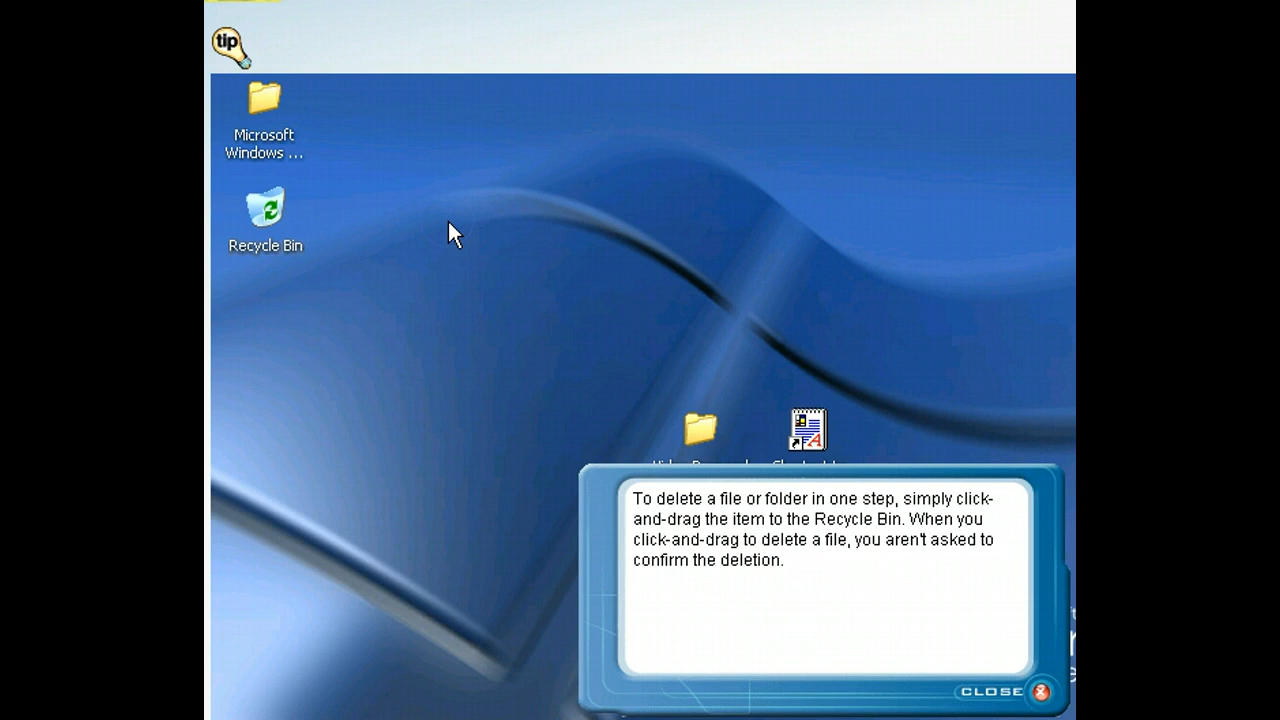 tip
Microsoft
Windows ...
Recycle Bin
To delete a file or folder in one step, simply click-
and-drag the item to the Recycle Bin. When you
click-and-drag to delete a file, you aren't asked to
confirm the deletion.
CLOSE